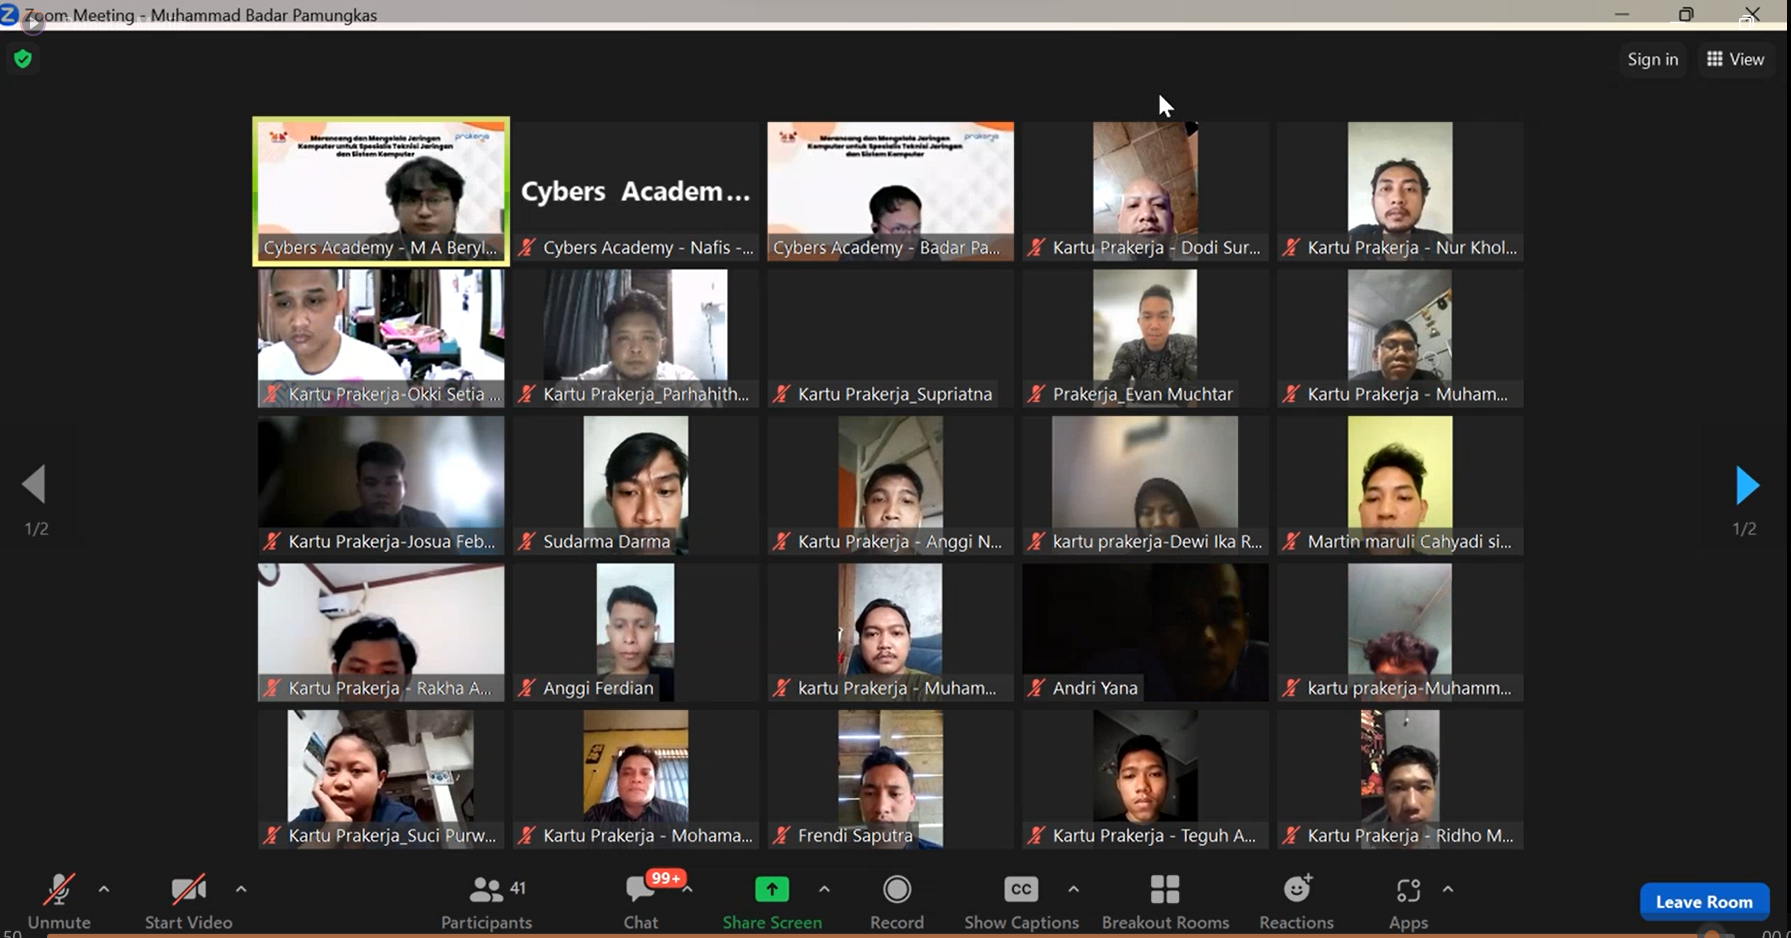 Zoom Meeting - Muhammad Badar Pamungkas
Sign in
View
Merancang dan Mengelola Jaringan
Komputer untuk Spesialis Teknisi Jaringan
dan Sistem Komputer
prakerja
Cybers Academy - M A Beryl...
Cybers Academ...
Cybers Academy - Nafis -...
Merancang dan Mengelola Jaringan
Komputer untuk Spesialis Teknisi Jaringan
dan Sistem Komputer
prakerja
Cybers Academy - Badar Pa...
Kartu Prakerja - Dodi Sur...
Kartu Prakerja - Nur Khol...
Kartu Prakerja-Okki Setia ...
Kartu Prakerja_Parhahith...
Kartu Prakerja_Supriatna
Prakerja_Evan Muchtar
Kartu Prakerja - Muham...
Kartu Prakerja-Josua Feb...
Sudarma Darma
Kartu Prakerja - Anggi N...
kartu prakerja-Dewi Ika R...
Martin maruli Cahyadi si...
Kartu Prakerja - Rakha A...
Anggi Ferdian
kartu Prakerja - Muham...
Andri Yana
kartu prakerja-Muhamm...
Kartu Prakerja_Suci Purw...
Kartu Prakerja - Mohama...
Frendi Saputra
Kartu Prakerja - Teguh A...
Kartu Prakerja - Ridho M...
1/2
1/2
Unmute
Start Video
41
Participants
99+
Chat
Share Screen
Record
CC
Show Captions
Breakout Rooms
Reactions
Apps
Leave Room